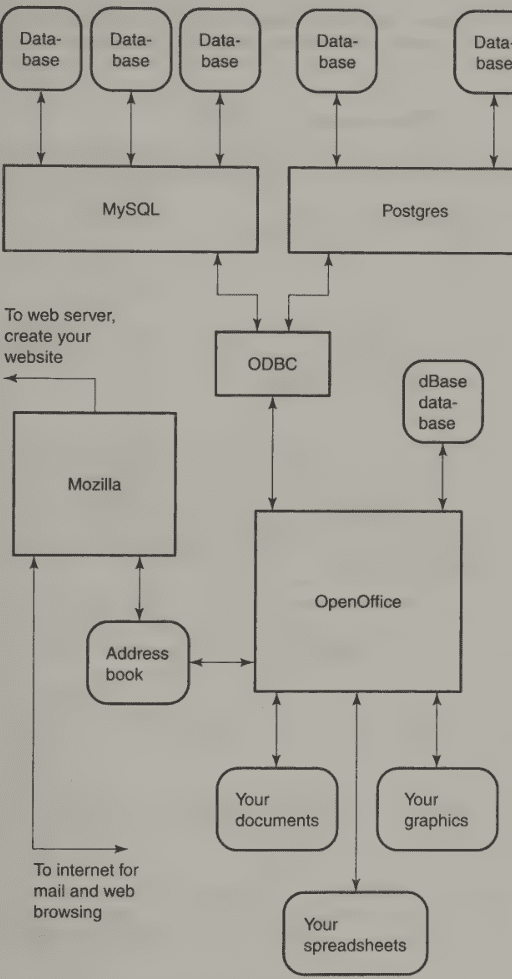 Data-
base
Data-
base
Data-
base
Data-
base
Data-
base
MySQL
Postgres
To web server,
create your
website
ODBC
dBase
data-
base
Mozilla
OpenOffice
Address
book
Your
documents
Your
graphics
To internet for
mail and web
browsing
Your
spreadsheets